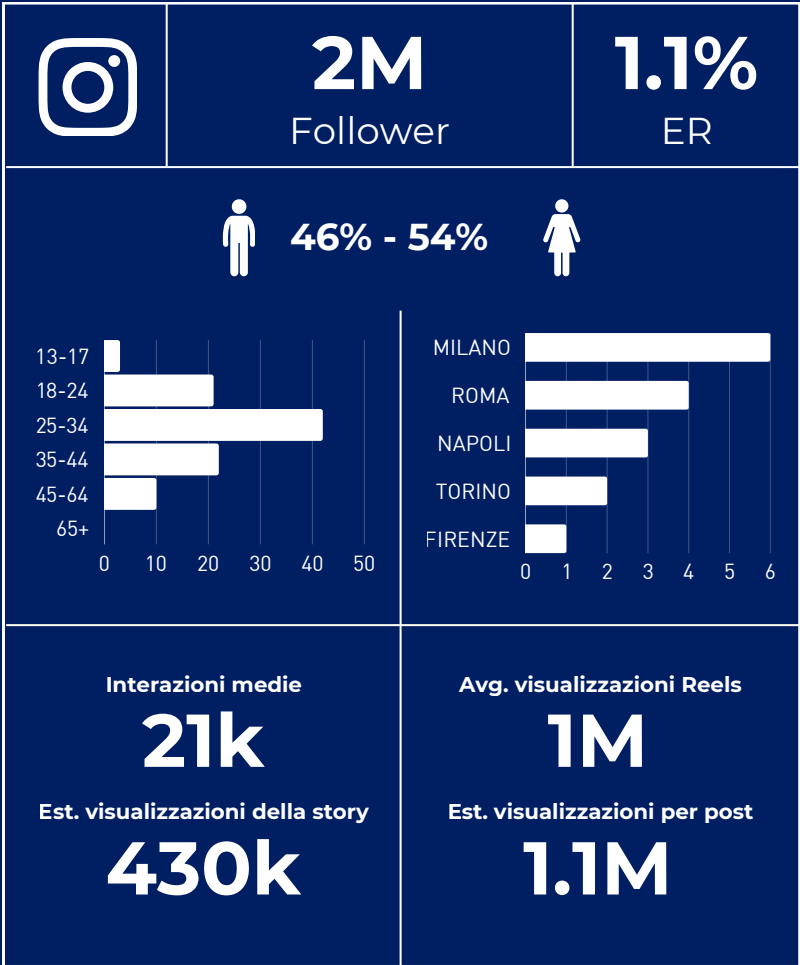 2M
Follower
1.1%
ER
46% - 54%
13-17
18-24
25-34
35-44
45-64
65+
0 10 20 30 40 50
MILANO
ROMA
NAPOLI
TORINO
FIRENZE
0 1 2 3 4 5 6
Interazioni medie
21k
Est. visualizzazioni della story
430k
Avg. visualizzazioni Reels
1M
Est. visualizzazioni per post
1.1M